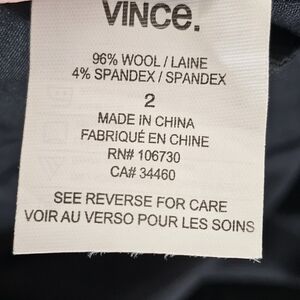 VINCE.
96% WOOL / LAINE
4% SPANDEX / SPANDEX
2
MADE IN CHINA
FABRIQUÉ EN CHINE
RN# 106730
CA# 34460
SEE REVERSE FOR CARE
VOIR AU VERSO POUR LES SOINS